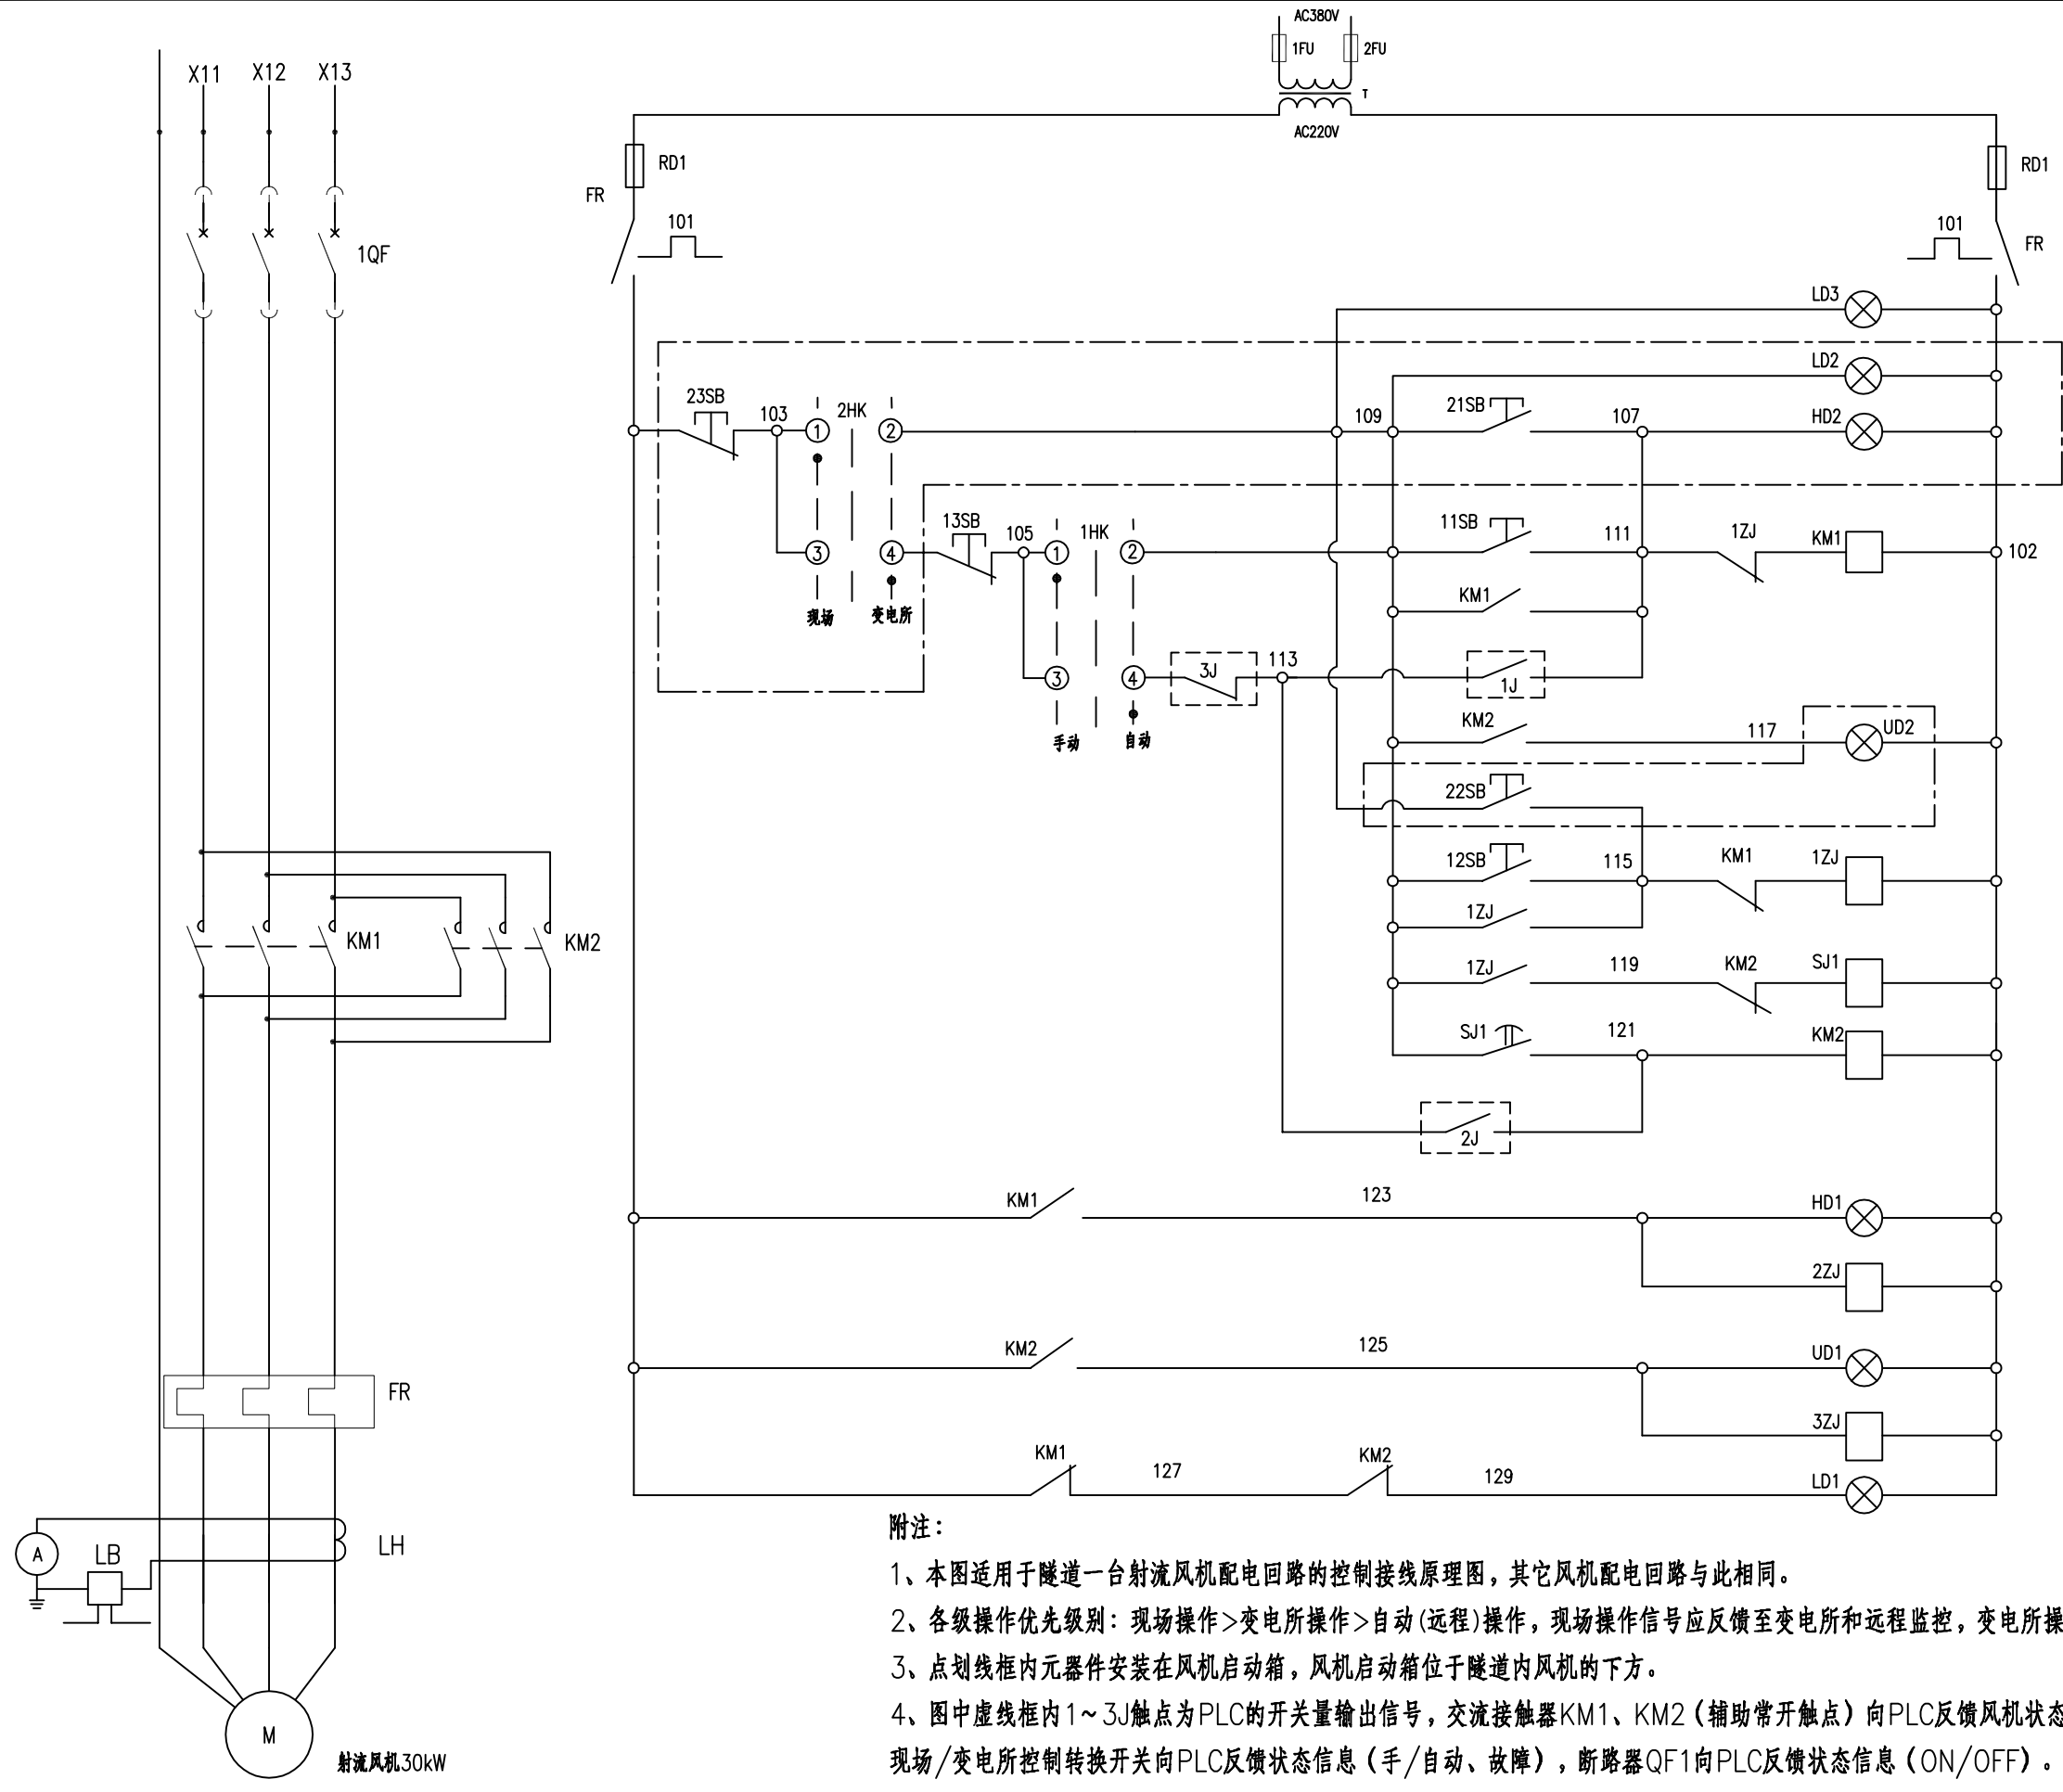 AC380V
1FU
2FU
T
AC220V
X11
X12
X13
1QF
RD1
FR
101
RD1
101
FR
LD3
LD2
23SB
103
2HK
1
2
109
21SB
107
HD2
3
4
现场
变电所
13SB
105
1HK
1
2
11SB
111
1ZJ
KM1
102
KM1
3
4
手动
自动
3J
113
1J
KM2
117
UD2
22SB
12SB
115
KM1
1ZJ
1ZJ
1ZJ
119
KM2
SJ1
SJ1
121
KM2
2J
KM1
KM2
KM1
123
HD1
2ZJ
KM2
125
UD1
3ZJ
KM1
127
KM2
129
LD1
FR
A
LB
LH
M
射流风机30kW
附注：
1、本图适用于隧道一台射流风机配电回路的控制接线原理图，其它风机配电回路与此相同。
2、各级操作优先级别：现场操作>变电所操作>自动(远程)操作，现场操作信号应反馈至变电所和远程监控，变电所操
3、点划线框内元器件安装在风机启动箱，风机启动箱位于隧道内风机的下方。
4、图中虚线框内1~3J触点为PLC的开关量输出信号，交流接触器KM1、KM2（辅助常开触点）向PLC反馈风机状态
现场/变电所控制转换开关向PLC反馈状态信息（手/自动、故障），断路器QF1向PLC反馈状态信息（ON/OFF）。